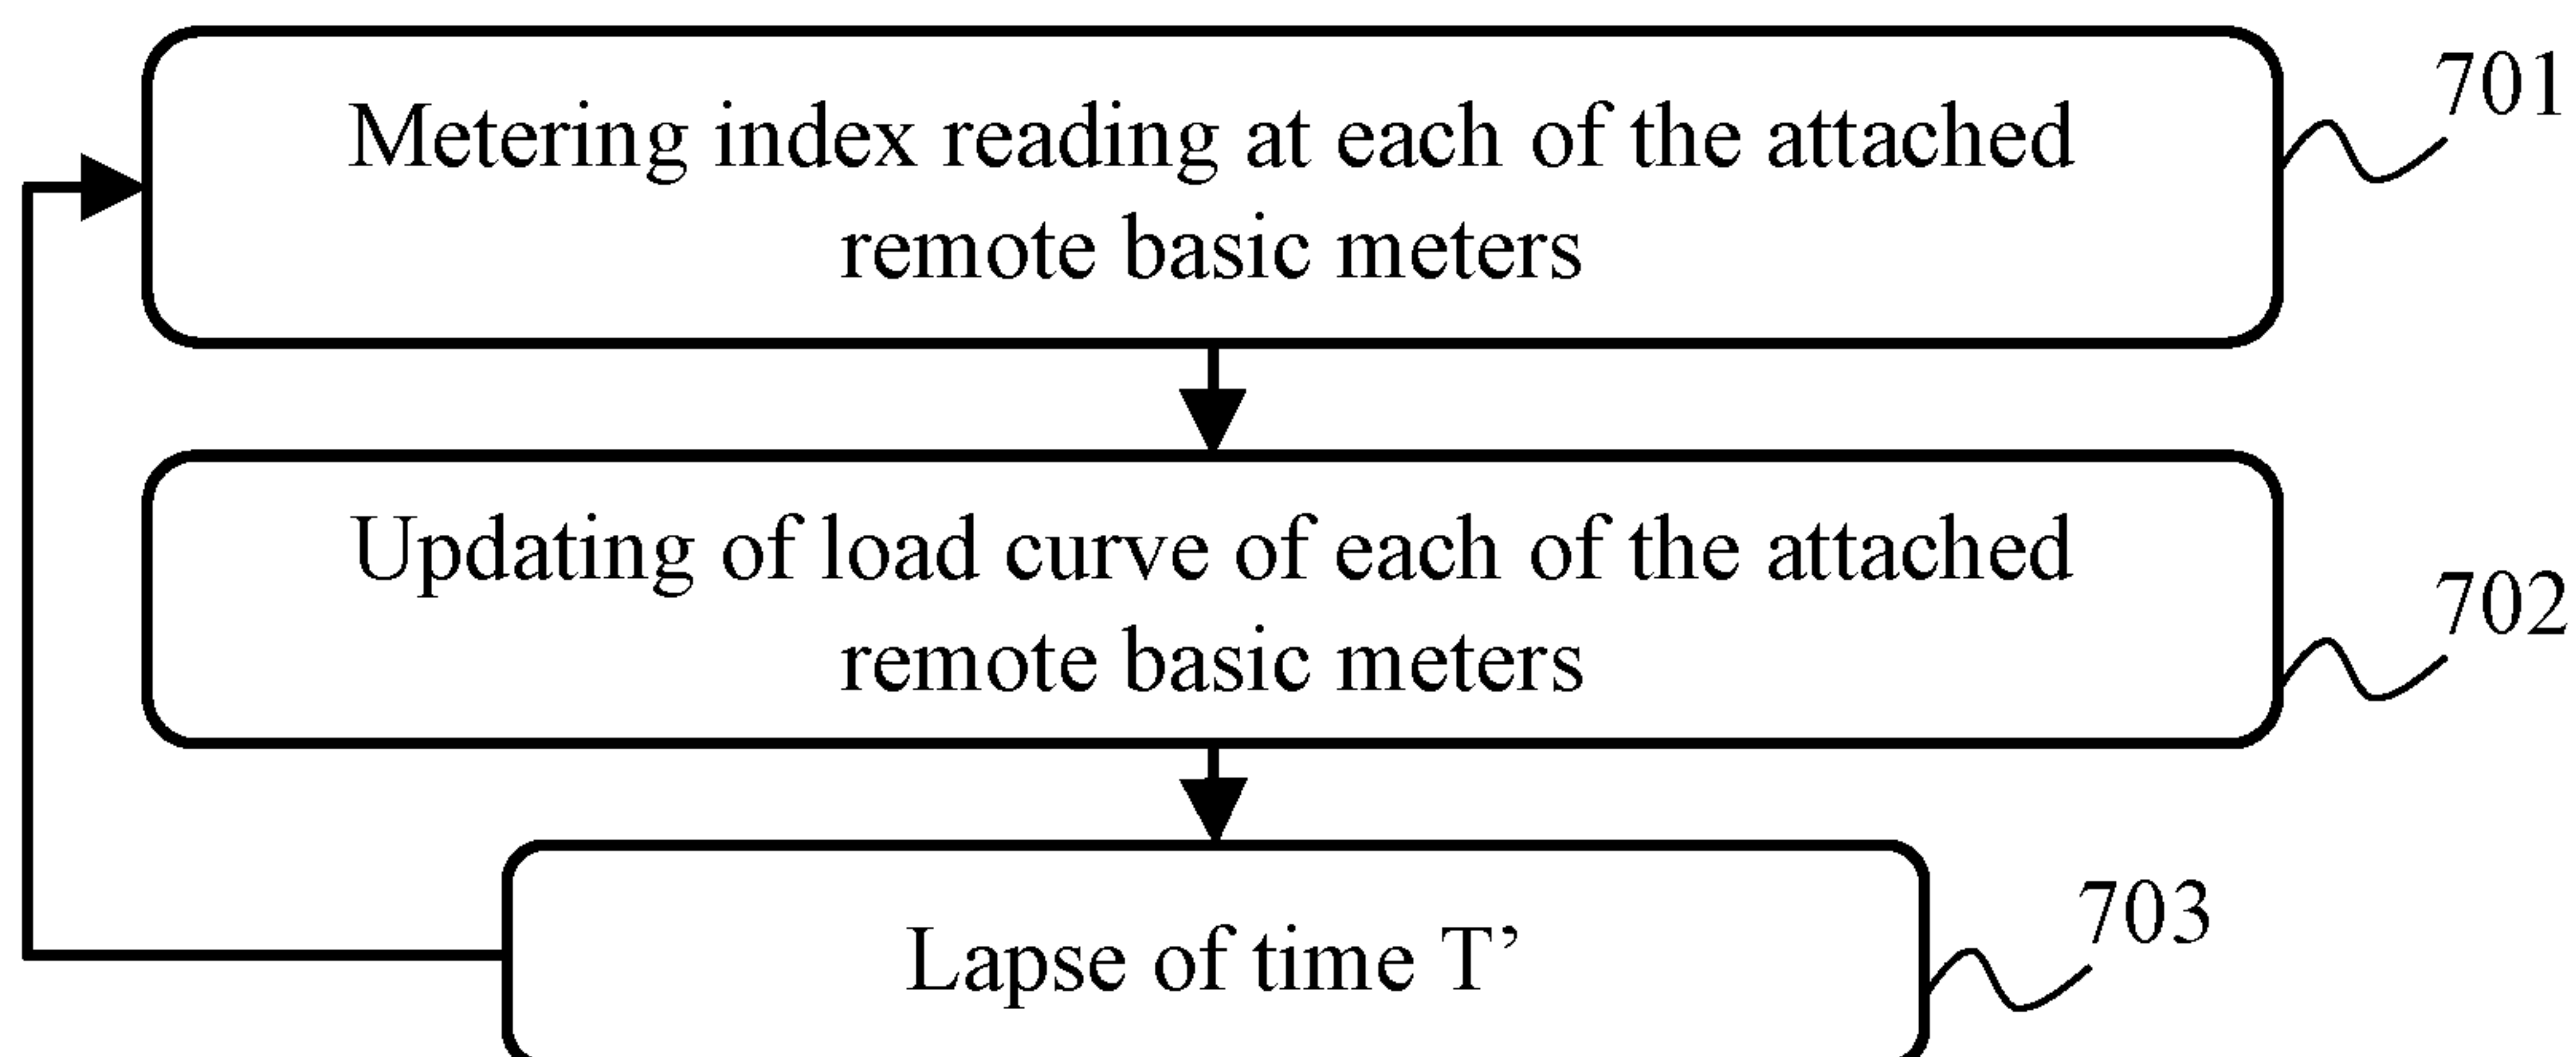 Metering index reading at each of the attached
remote basic meters
701
Updating of load curve of each of the attached
remote basic meters
702
Lapse of time T’
703